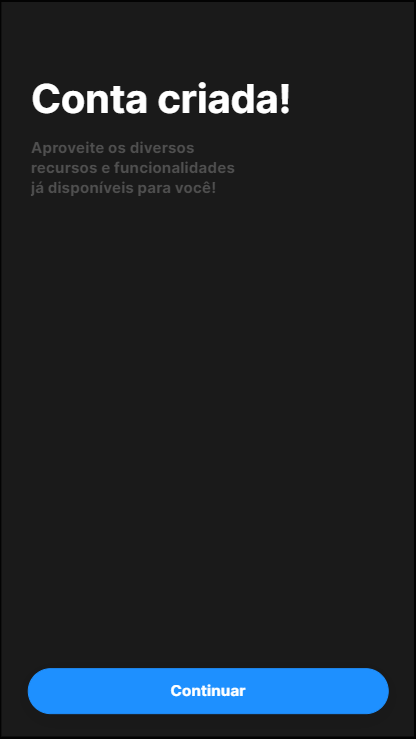 Conta criada!
Aproveite os diversos
recursos e funcionalidades
já disponíveis para você!
Continuar